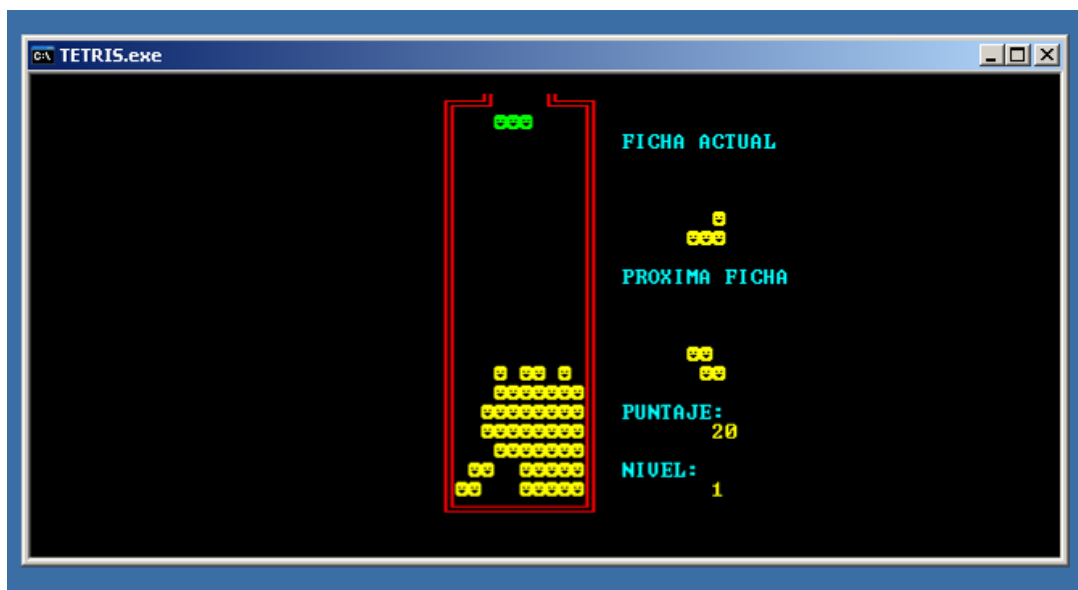 C:\ TETRIS.exe
FICHA ACTUAL
PROXIMA FICHA
PUNTAJE:
20
NIVEL:
1